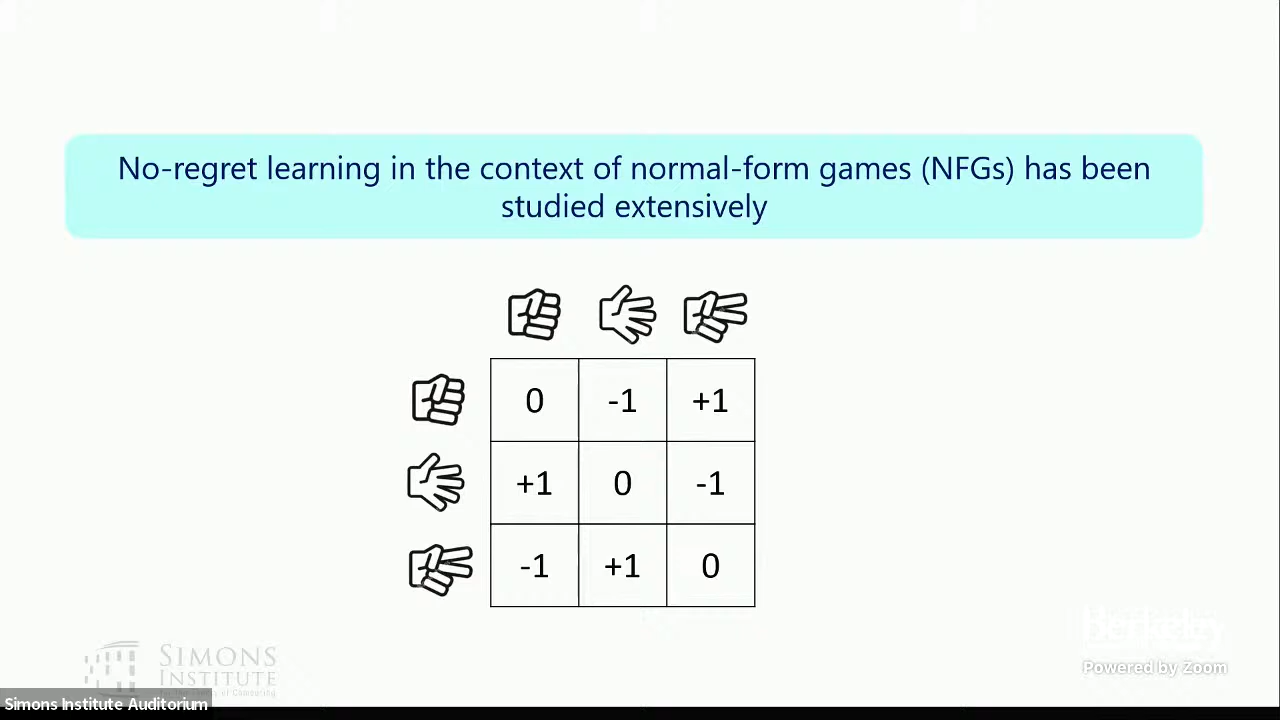 No-regret learning in the context of normal-form games (NFGs) has been
studied extensively
0 -1 +1
+1 0 -1
-1 +1 0
SIMONS
INSTITUTE
Berkeley
Powered by Zoom
Simons Institute Auditorium